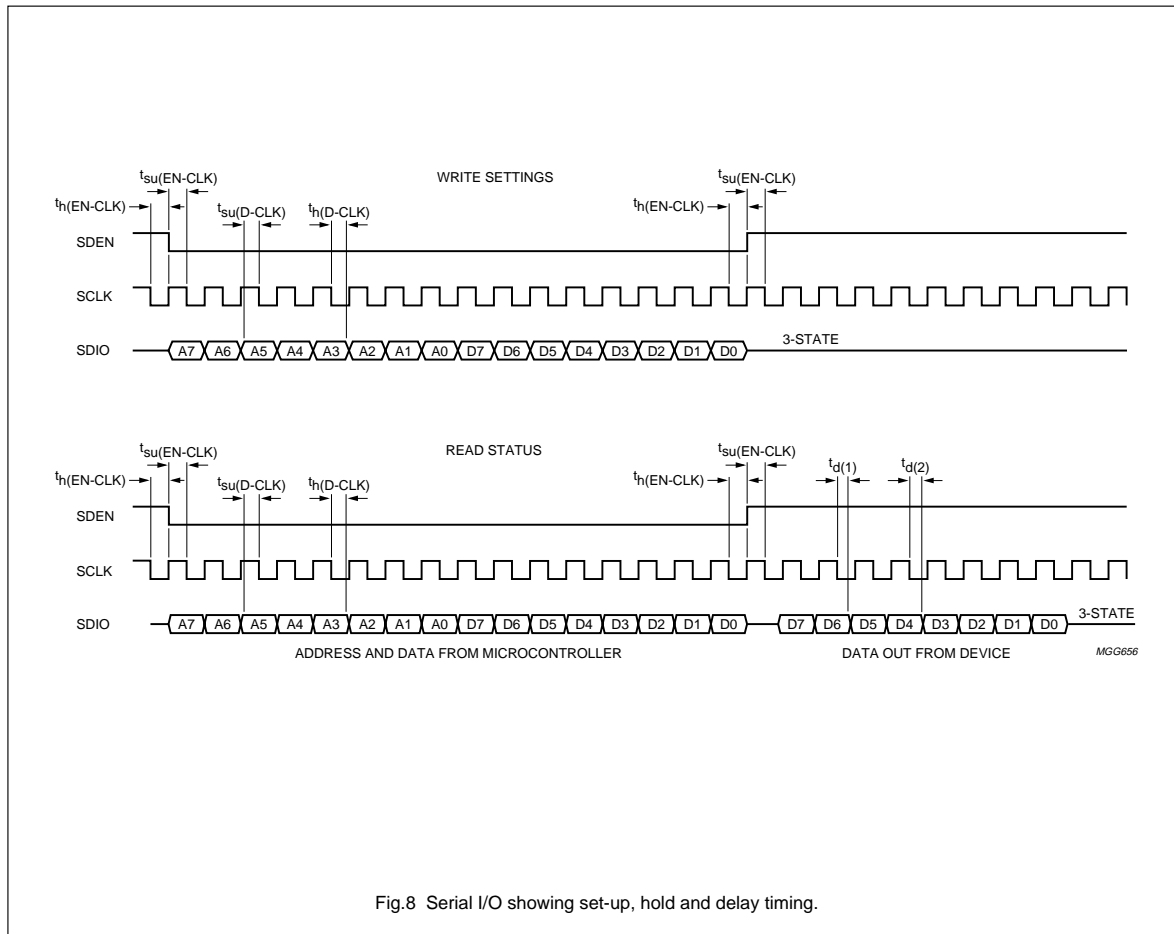 tsu(EN-CLK) WRITE SETTINGS tsu(EN-CLK)
th(EN-CLK) tsu(D-CLK) th(D-CLK) th(EN-CLK)
SDEN
SCLK
SDIO A7 A6 A5 A4 A3 A2 A1 A0 D7 D6 D5 D4 D3 D2 D1 D0 3-STATE
tsu(EN-CLK) READ STATUS tsu(EN-CLK) td(1) td(2)
th(EN-CLK) tsu(D-CLK) th(D-CLK) th(EN-CLK)
SDEN
SCLK
SDIO A7 A6 A5 A4 A3 A2 A1 A0 D7 D6 D5 D4 D3 D2 D1 D0 D7 D6 D5 D4 D3 D2 D1 D0 3-STATE
ADDRESS AND DATA FROM MICROCONTROLLER DATA OUT FROM DEVICE MGG656
Fig.8 Serial I/O showing set-up, hold and delay timing.